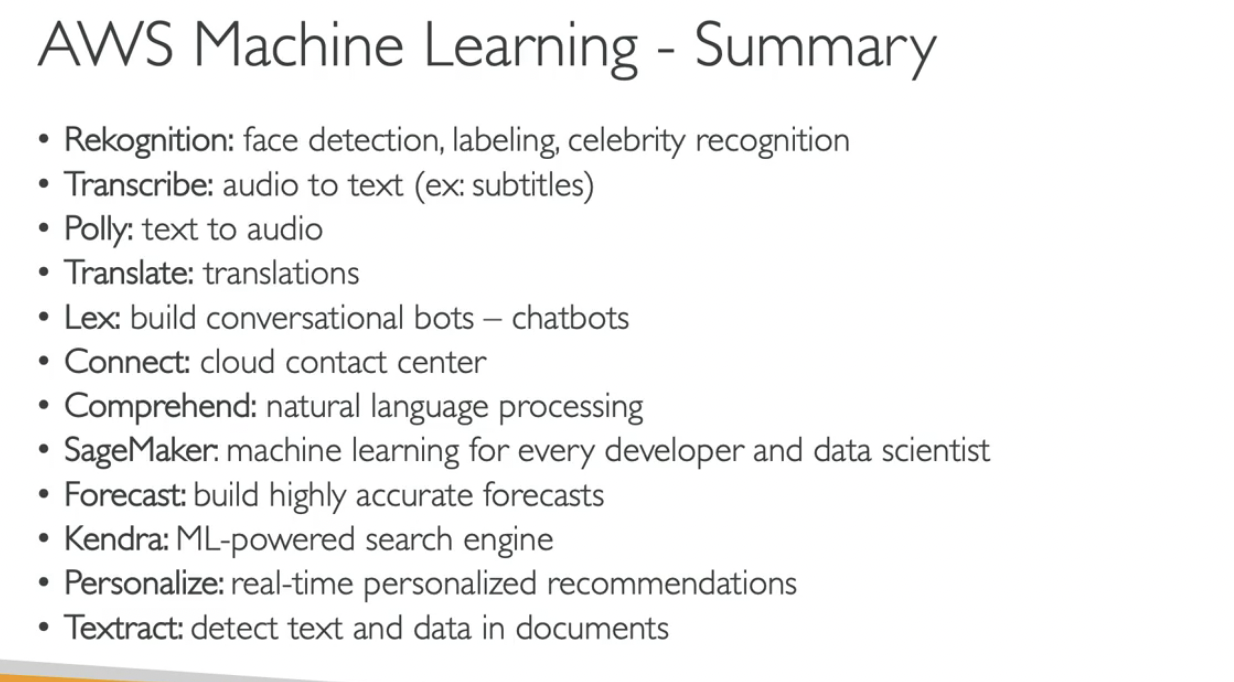 AWS Machine Learning - Summary
• Rekognition: face detection, labeling, celebrity recognition
• Transcribe: audio to text (ex: subtitles)
• Polly: text to audio
• Translate: translations
• Lex: build conversational bots – chatbots
• Connect: cloud contact center
• Comprehend: natural language processing
• SageMaker: machine learning for every developer and data scientist
• Forecast: build highly accurate forecasts
• Kendra: ML-powered search engine
• Personalize: real-time personalized recommendations
• Textract: detect text and data in documents